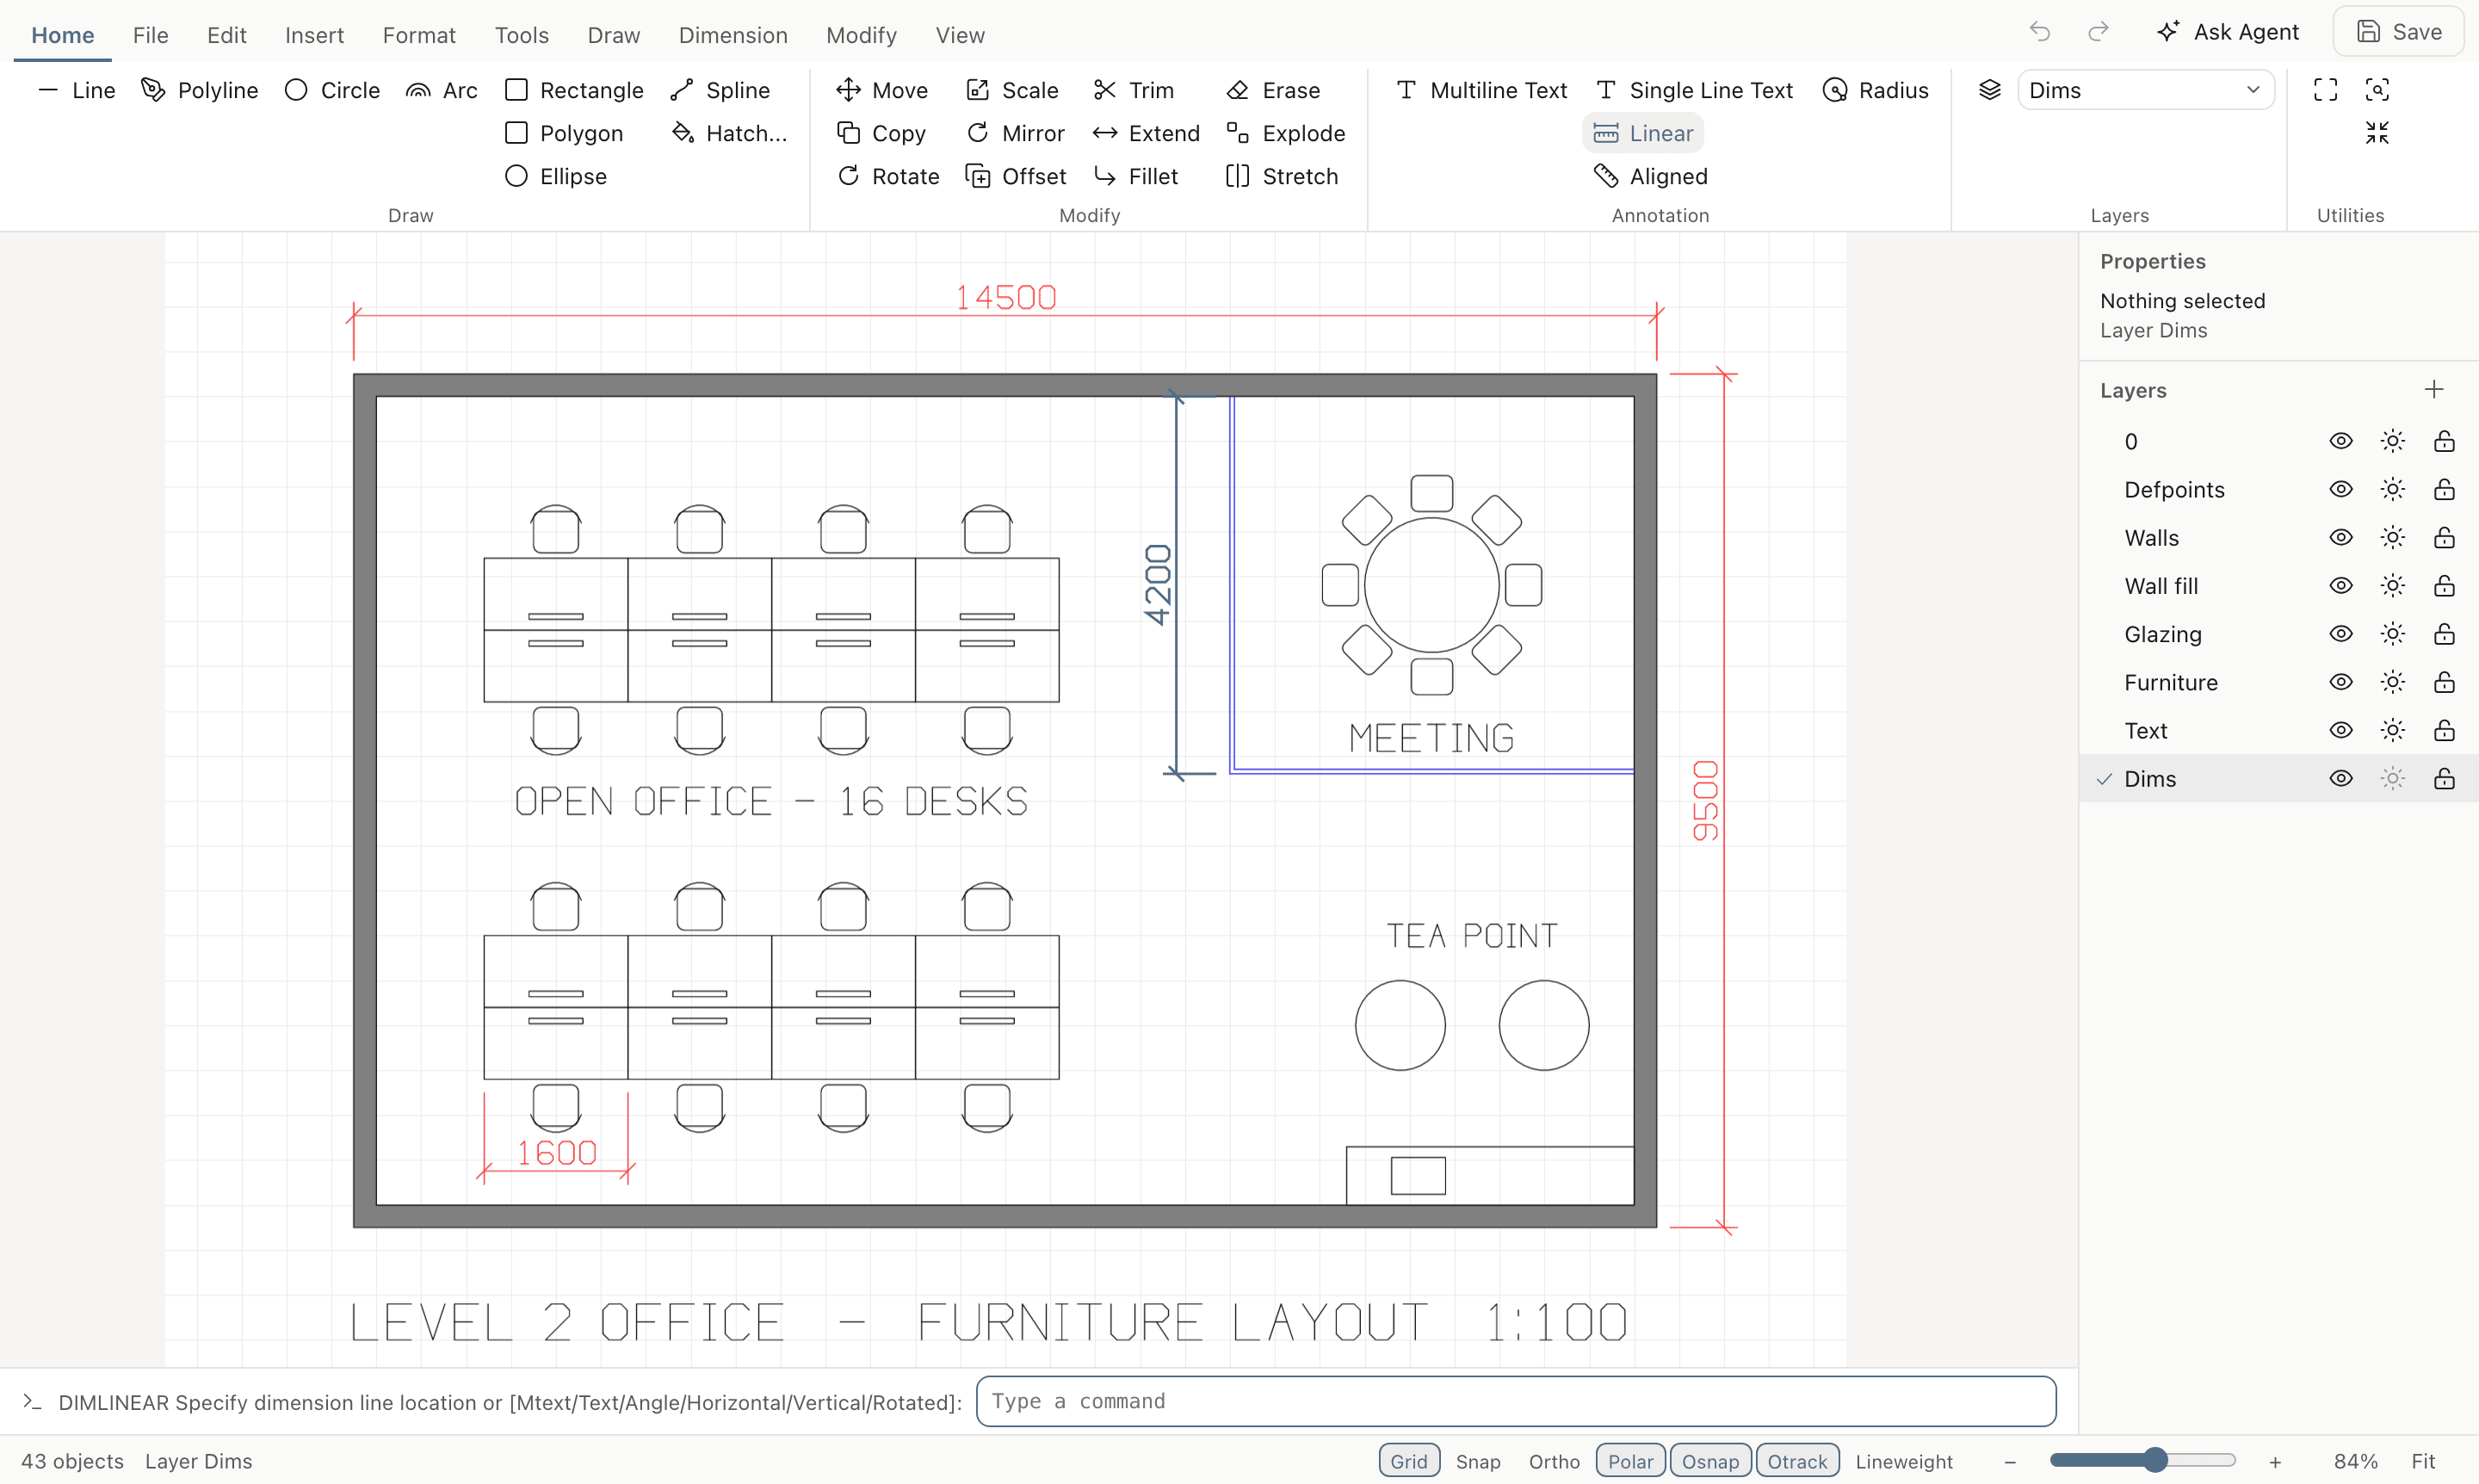 Home File Edit Insert Format Tools Draw Dimension Modify View Ask Agent Save
Line Polyline Circle Arc Rectangle Spline Move Scale Trim Erase Multiline Text Single Line Text Radius Dims
Polygon Hatch... Copy Mirror Extend Explode Linear
Ellipse Rotate Offset Fillet Stretch Aligned
Draw Modify Annotation Layers Utilities
Properties
Nothing selected
Layer Dims
Layers
0
Defpoints
Walls
Wall fill
Glazing
Furniture
Text
Dims
14500
4200
MEETING
9500
OPEN OFFICE - 16 DESKS
TEA POINT
1600
LEVEL 2 OFFICE - FURNITURE LAYOUT 1:100
DIMLINEAR Specify dimension line location or [Mtext/Text/Angle/Horizontal/Vertical/Rotated]: Type a command
43 objects Layer Dims Grid Snap Ortho Polar Osnap Otrack Lineweight − + 84% Fit